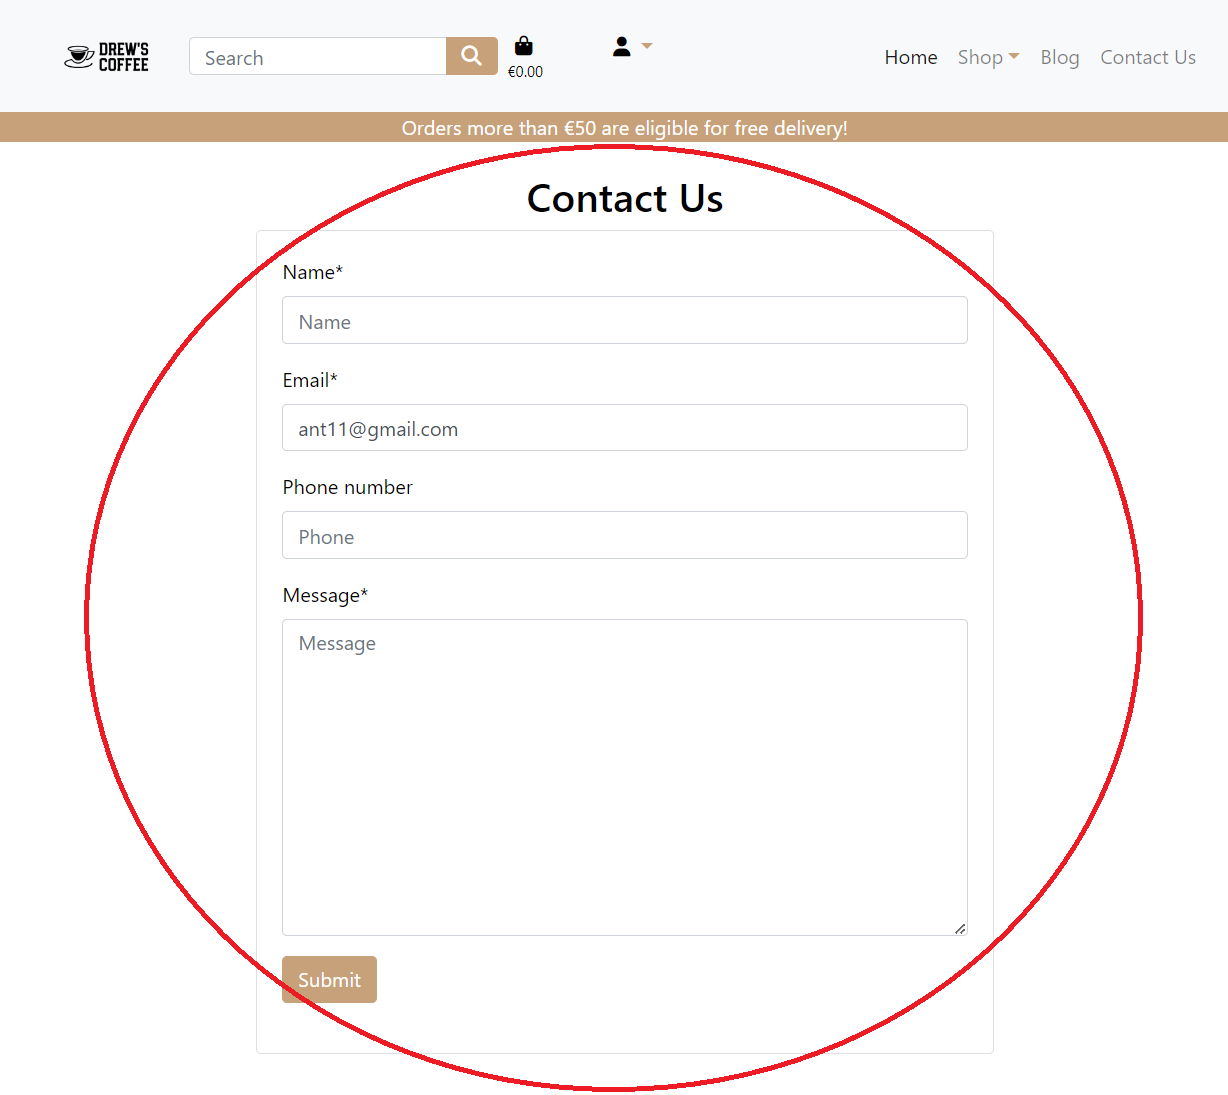 DREW'S
COFFEE
Search
€0.00
Home Shop Blog Contact Us
Orders more than €50 are eligible for free delivery!
Contact Us
Name*
Name
Email*
ant11@gmail.com
Phone number
Phone
Message*
Message
Submit